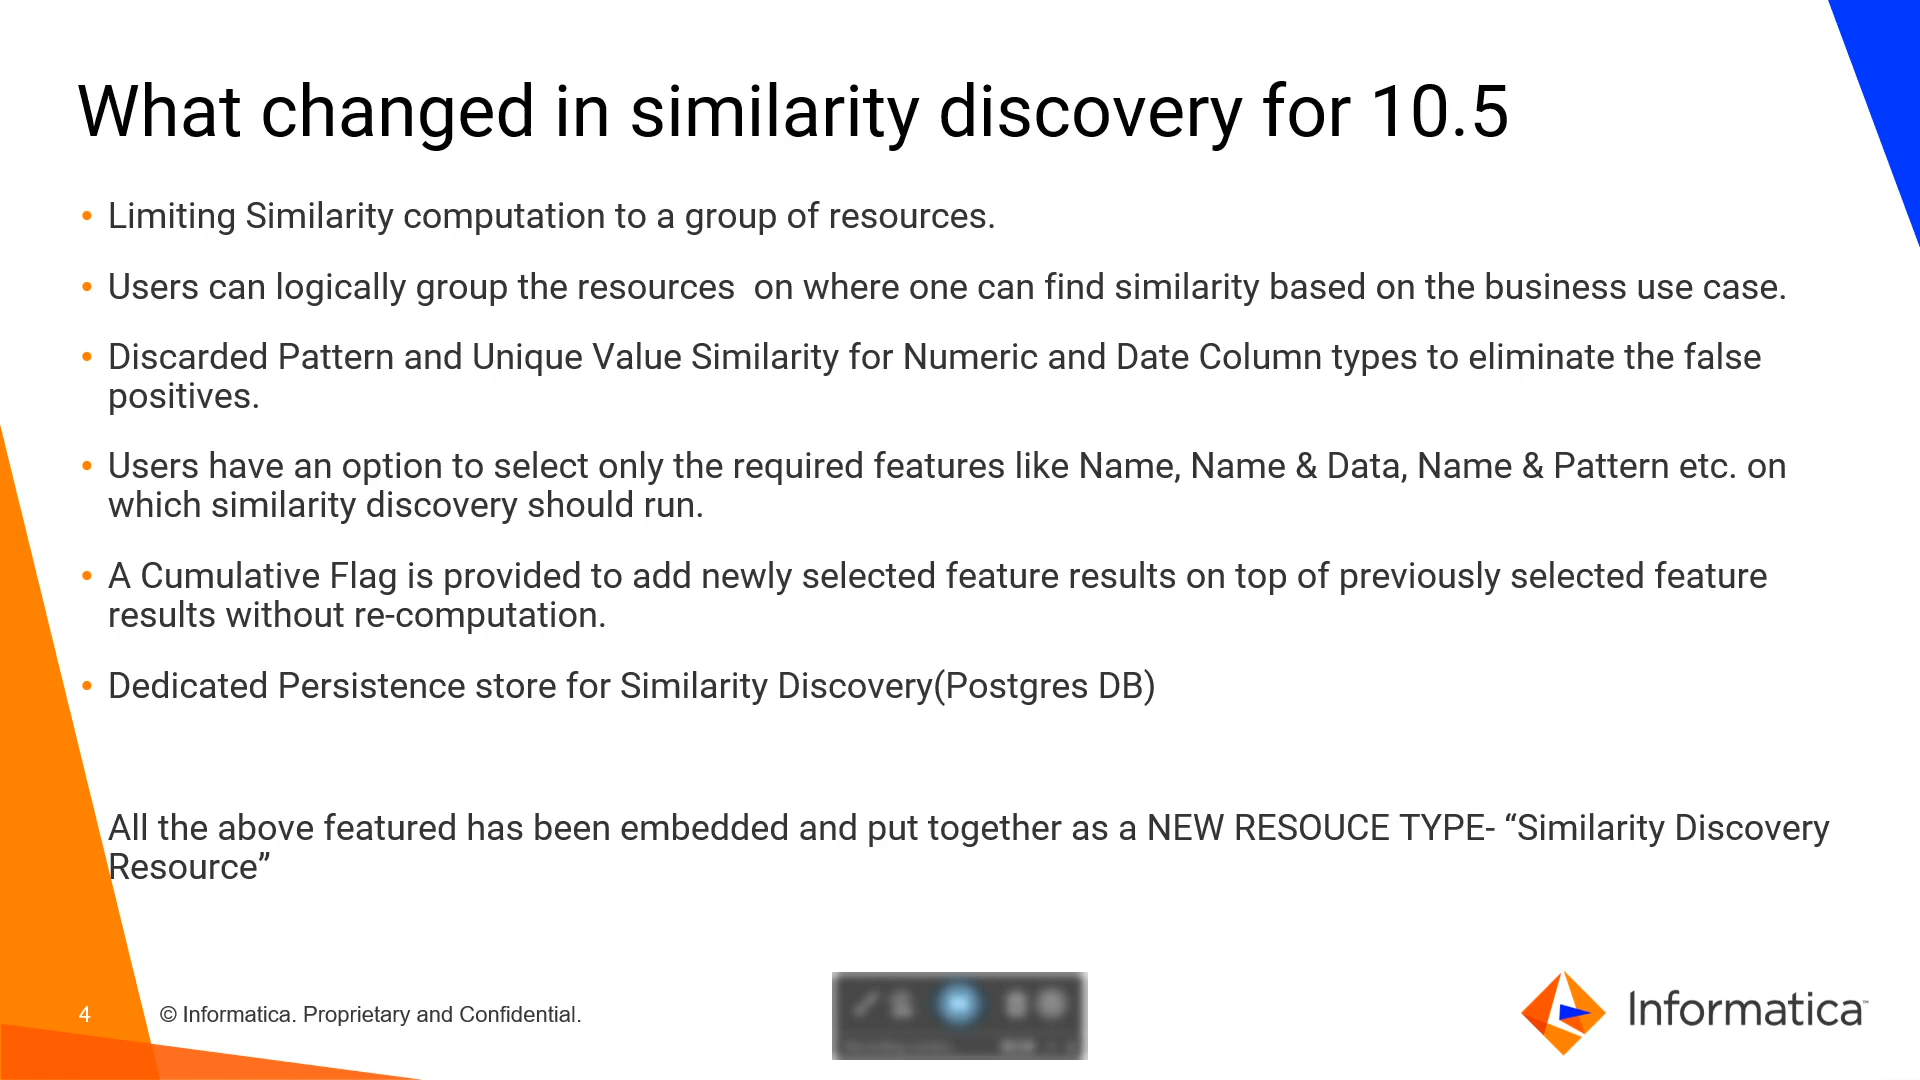 What changed in similarity discovery for 10.5
• Limiting Similarity computation to a group of resources.
• Users can logically group the resources  on where one can find similarity based on the business use case.
• Discarded Pattern and Unique Value Similarity for Numeric and Date Column types to eliminate the false
positives.
• Users have an option to select only the required features like Name, Name & Data, Name & Pattern etc. on
which similarity discovery should run.
• A Cumulative Flag is provided to add newly selected feature results on top of previously selected feature
results without re-computation.
• Dedicated Persistence store for Similarity Discovery(Postgres DB)
All the above featured has been embedded and put together as a NEW RESOUCE TYPE- “Similarity Discovery
Resource”
4 © Informatica. Proprietary and Confidential.
Informatica™